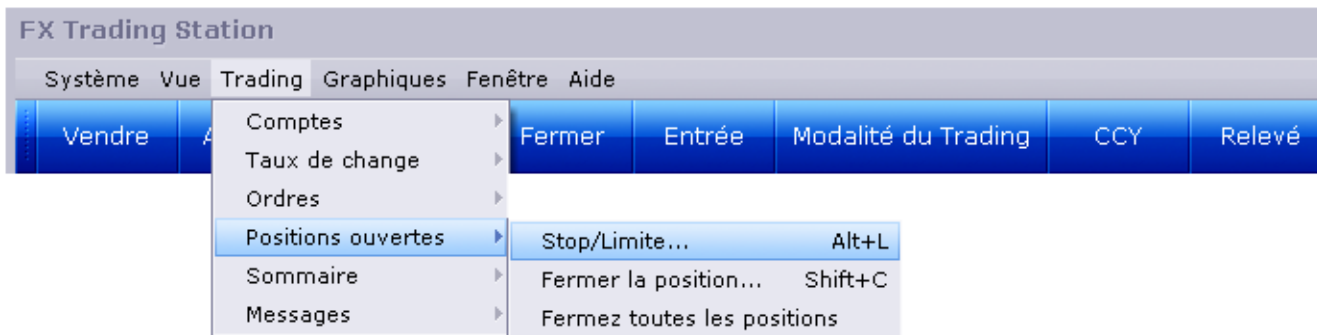 FX Trading Station
Système Vue Trading Graphiques Fenêtre Aide
Vendre Fermer Entrée Modalité du Trading CCY Relevé
Comptes
Taux de change
Ordres
Positions ouvertes
Stop/Limite... Alt+L
Sommaire
Fermer la position... Shift+C
Messages
Fermez toutes les positions